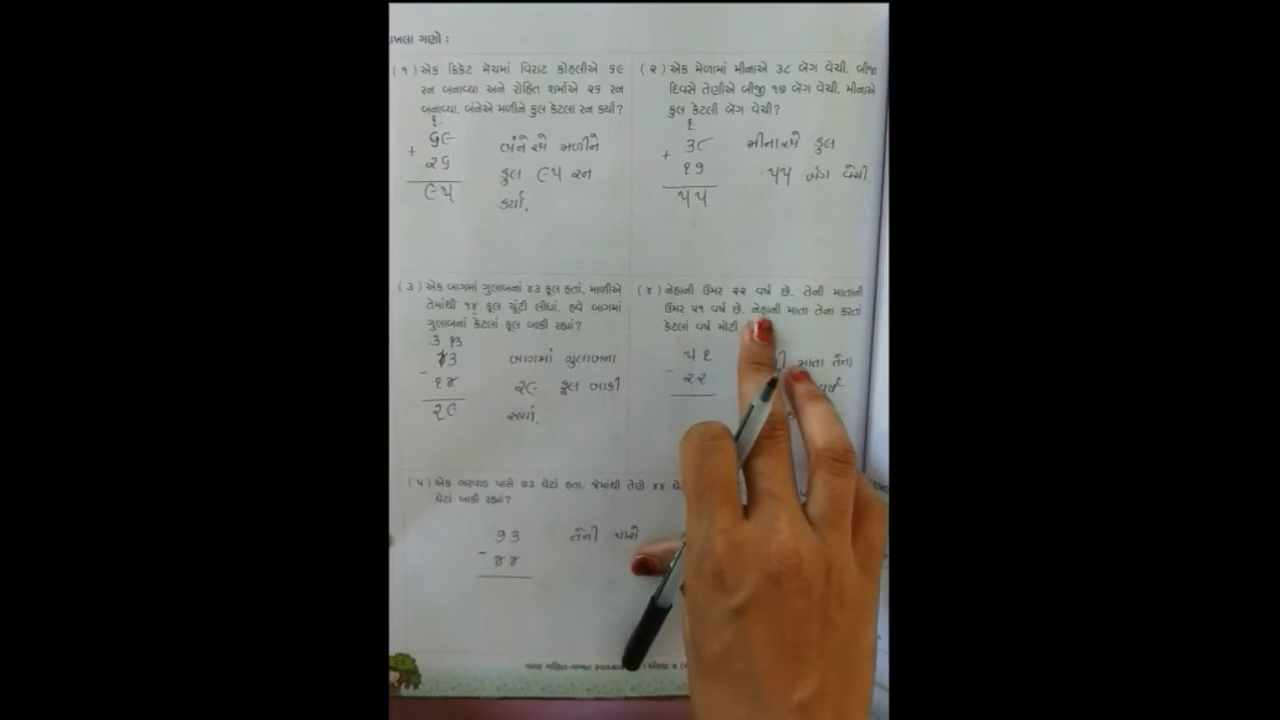 દાખલા ગણો :
(૧) એક ક્રિકેટ મૅચમાં વિરાટ કોહલીએ ૬૯
રન બનાવ્યા અને રોહિત શર્માએ ૨૬ રન
બનાવ્યા. બંનેએ મળીને કુલ કેટલા રન કર્યા?
૧
૬૯
+ ૨૬
૯૫
બંનેએ મળીને
કુલ ૯૫ રન
કર્યા.
(૨) એક મેળામાં મીનાએ ૩૮ બૅગ વેચી. બીજા
દિવસે તેણીએ બીજી ૧૭ બૅગ વેચી. મીનાએ
કુલ કેટલી બૅગ વેચી?
૧
૩૮
+ ૧૭
૫૫
મીનાએ કુલ
૫૫ બૅગ વેચી.
(૩) એક બાગમાં ગુલાબનાં ૪૩ ફૂલ હતાં. માળીએ
તેમાંથી ૧૪ ફૂલ ચૂંટી લીધાં. હવે બાગમાં
ગુલાબનાં કેટલાં ફૂલ બાકી રહ્યાં?
૩ ૧૩
૪૩
- ૧૪
૨૯
બાગમાં ગુલાબના
૨૯ ફૂલ બાકી
રહ્યાં.
(૪) નેહાની ઉંમર ૨૨ વર્ષ છે. તેની માતાની
ઉંમર ૫૧ વર્ષ છે. નેહાની માતા તેના કરતાં
કેટલાં વર્ષ મોટી
૫૧
- ૨૨
માતા તેના
વર્ષ
(૫) એક ભરવાડ પાસે ૭૩ ઘેટાં હતા. જેમાંથી તેણે ૪૪
ઘેટાં બાકી રહ્યાં?
૭૩
- ૪૪
તેની પાસે